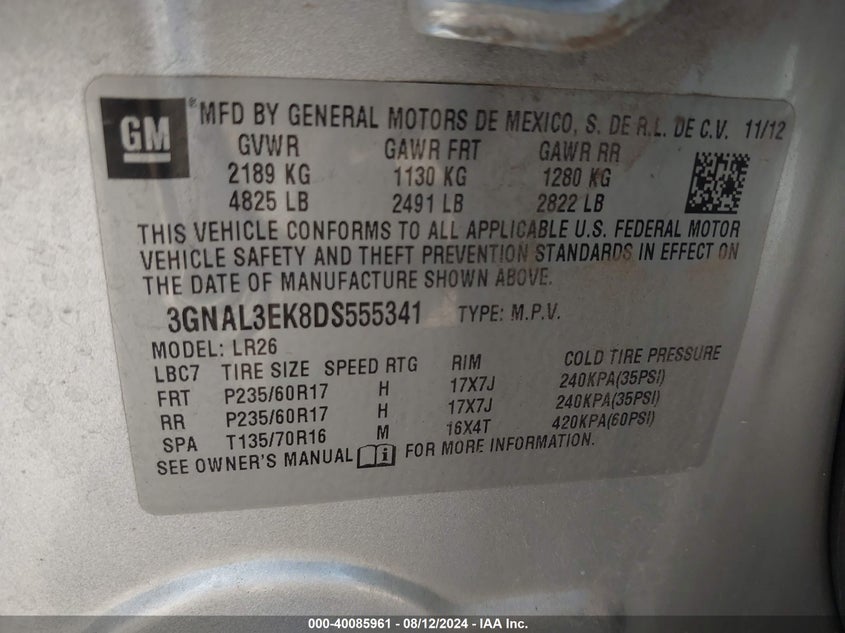 GM ® MFD BY GENERAL MOTORS DE MEXICO, S. DE R.L. DE C.V. 11/12
GVWR GAWR FRT GAWR RR
2189 KG 1130 KG 1280 KG
4825 LB 2491 LB 2822 LB
THIS VEHICLE CONFORMS TO ALL APPLICABLE U.S. FEDERAL MOTOR
VEHICLE SAFETY AND THEFT PREVENTION STANDARDS IN EFFECT ON
THE DATE OF MANUFACTURE SHOWN ABOVE.
3GNAL3EK8DS555341 TYPE: M.P.V.
MODEL: LR26
LBC7 TIRE SIZE SPEED RTG RIM COLD TIRE PRESSURE
FRT P235/60R17 H 17X7J 240KPA(35PSI)
RR P235/60R17 H 17X7J 240KPA(35PSI)
SPA T135/70R16 M 16X4T 420KPA(60PSI)
SEE OWNER'S MANUAL i FOR MORE INFORMATION.
000-40085961 - 08/12/2024 - IAA Inc.